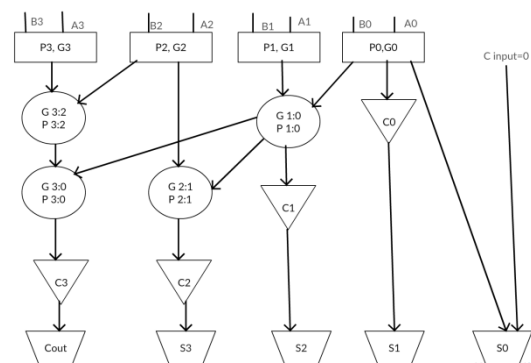 B3 A3 B2 A2 B1 A1 B0 A0
P3, G3 P2, G2 P1, G1 P0,G0
C input=0
G 3:2
P 3:2
G 1:0
P 1:0
C0
G 3:0
P 3:0
G 2:1
P 2:1
C1
C3 C2
Cout S3 S2 S1 S0